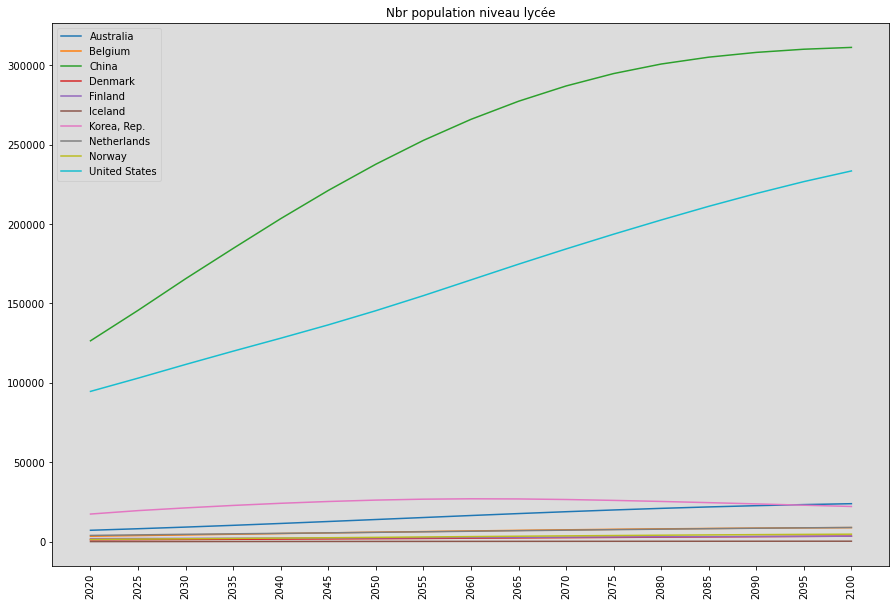 Nbr population niveau lycée
Australia
Belgium
China
Denmark
Finland
Iceland
Korea, Rep.
Netherlands
Norway
United States
300000
250000
200000
150000
100000
50000
0
2020
2025
2030
2035
2040
2045
2050
2055
2060
2065
2070
2075
2080
2085
2090
2095
2100